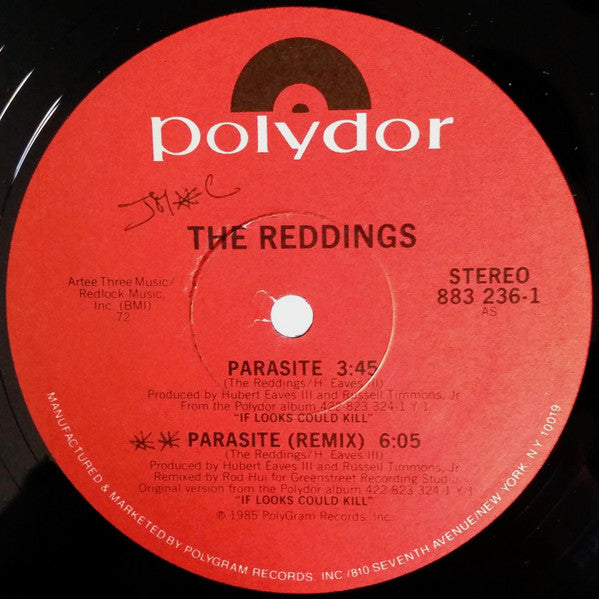 polydor
THE REDDINGS
Artee Three Music/
Redlock Music,
Inc. (BMI)
72
STEREO
883 236-1
AS
PARASITE 3:45
(The Reddings/H. Eaves III)
Produced by Hubert Eaves III and Russell Timmons, Jr.
From the Polydor album 422-823 324-1 Y-1
"IF LOOKS COULD KILL"
PARASITE (REMIX) 6:05
(The Reddings/H. Eaves III)
Produced by Hubert Eaves III and Russell Timmons, Jr.
Remixed by Rod Hui for Greenstreet Recording Studio
Original version from the Polydor album 422-823 324-1 Y-1
"IF LOOKS COULD KILL"
℗ 1985 PolyGram Records, Inc.
MANUFACTURED & MARKETED BY POLYGRAM RECORDS, INC./810 SEVENTH AVENUE/NEW YORK, N.Y. 10019